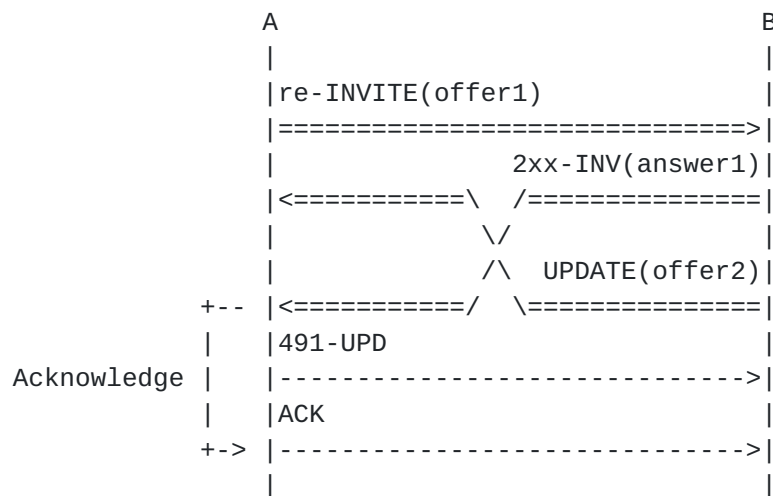 A B
re-INVITE(offer1)
2xx-INV(answer1)
UPDATE(offer2)
491-UPD
Acknowledge
ACK